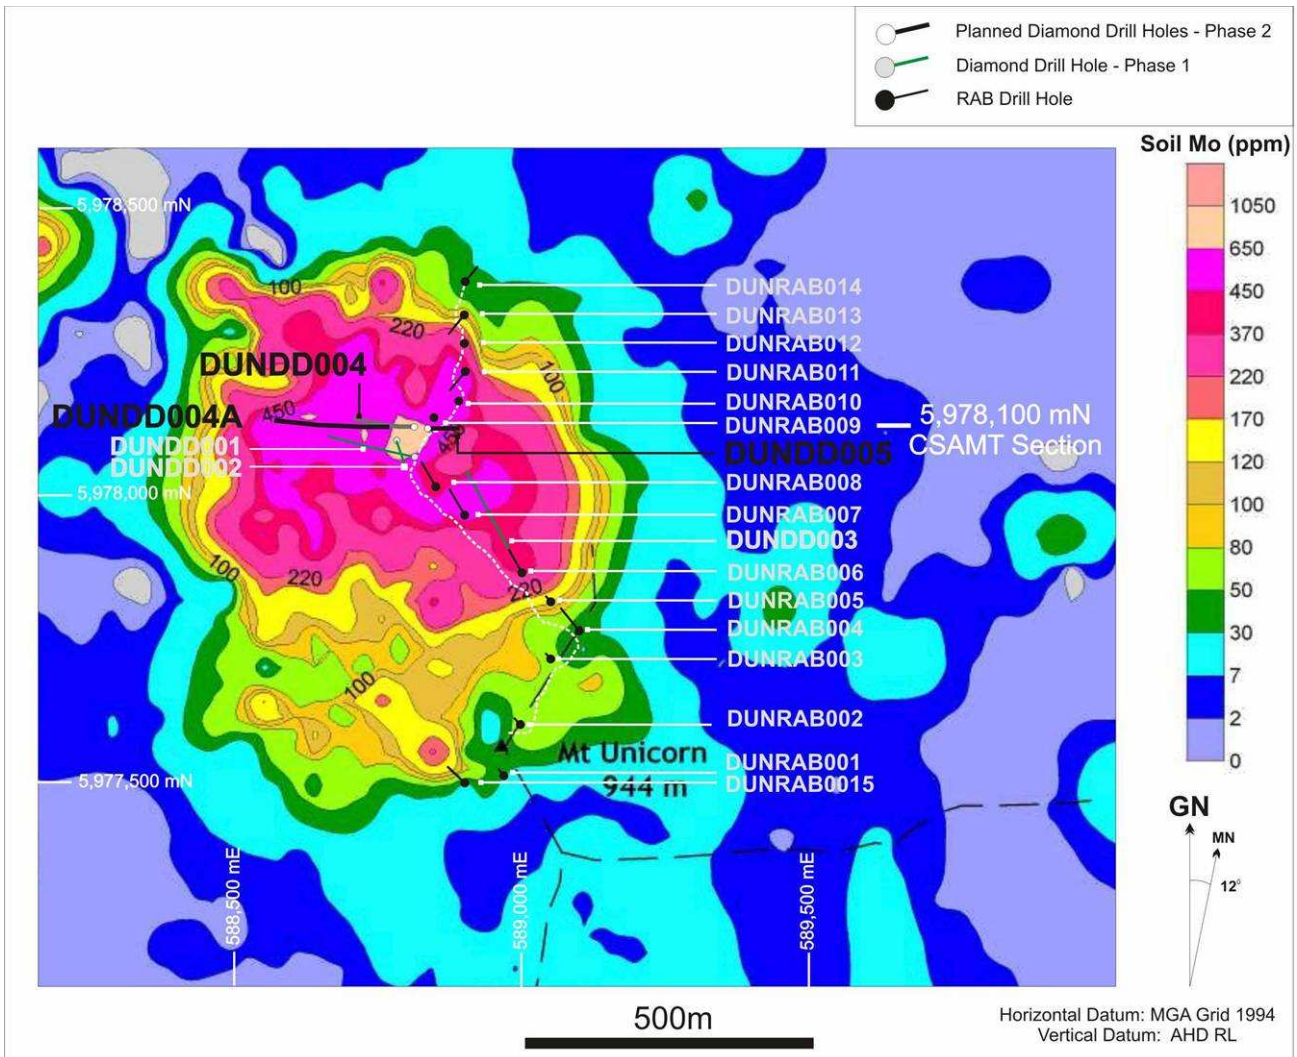 Planned Diamond Drill Holes - Phase 2
Diamond Drill Hole - Phase 1
RAB Drill Hole
Soil Mo (ppm)
1050
650
450
370
220
170
120
100
80
50
30
7
2
0
5,978,500 mN
100
220
DUNRAB014
DUNRAB013
DUNRAB012
DUNRAB011
DUNRAB010
DUNRAB009
100
DUNDD004
DUNDD004A
450
450
DUNDD001
DUNDD002
5,978,100 mN
CSAMT Section
DUNDD005
5,978,000 mN
DUNRAB008
DUNRAB007
DUNDD003
DUNRAB006
DUNRAB005
DUNRAB004
DUNRAB003
DUNRAB002
DUNRAB001
DUNRAB0015
100
220
220
100
Mt Unicorn
944 m
5,977,500 mN
588,500 mE
589,000 mE
589,500 mE
GN
MN
12°
500m
Horizontal Datum: MGA Grid 1994
Vertical Datum: AHD RL